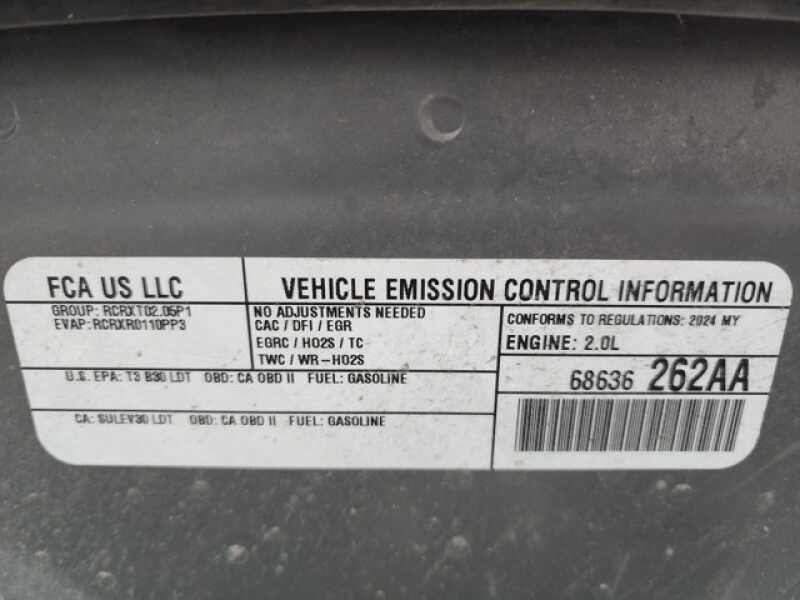 FCA US LLC
VEHICLE EMISSION CONTROL INFORMATION
GROUP: RCRXT02.05P1
EVAP: RCRXR0110PP3
NO ADJUSTMENTS NEEDED
CAC / DFI / EGR
EGRC / HO2S / TC
TWC / WR-HO2S
CONFORMS TO REGULATIONS: 2024 MY
ENGINE: 2.0L
U.S. EPA: T3 B30 LDT OBD: CA OBD II FUEL: GASOLINE
CA: SULEV30 LDT OBD: CA OBD II FUEL: GASOLINE
68636 262AA